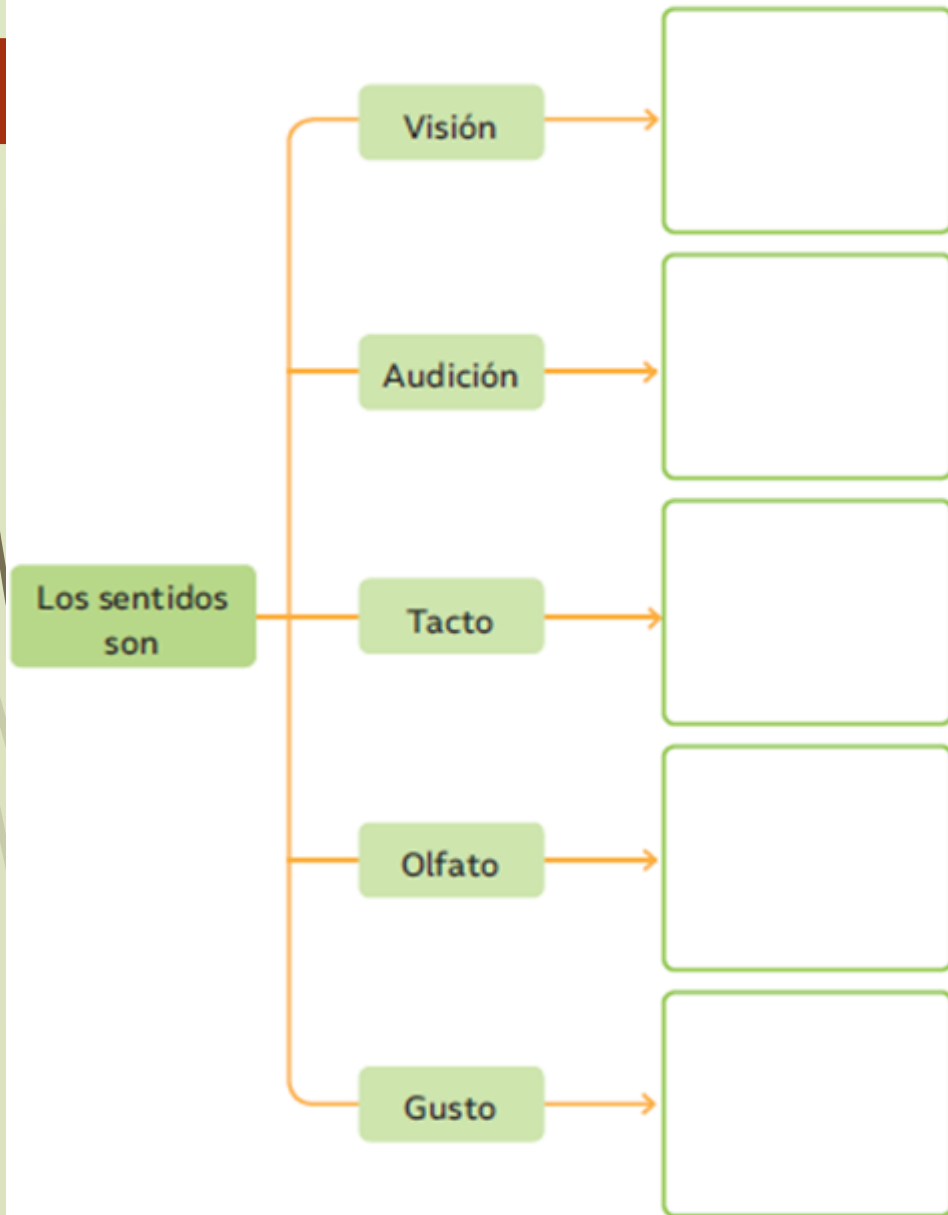 Visión
Audición
Los sentidos
son
Tacto
Olfato
Gusto